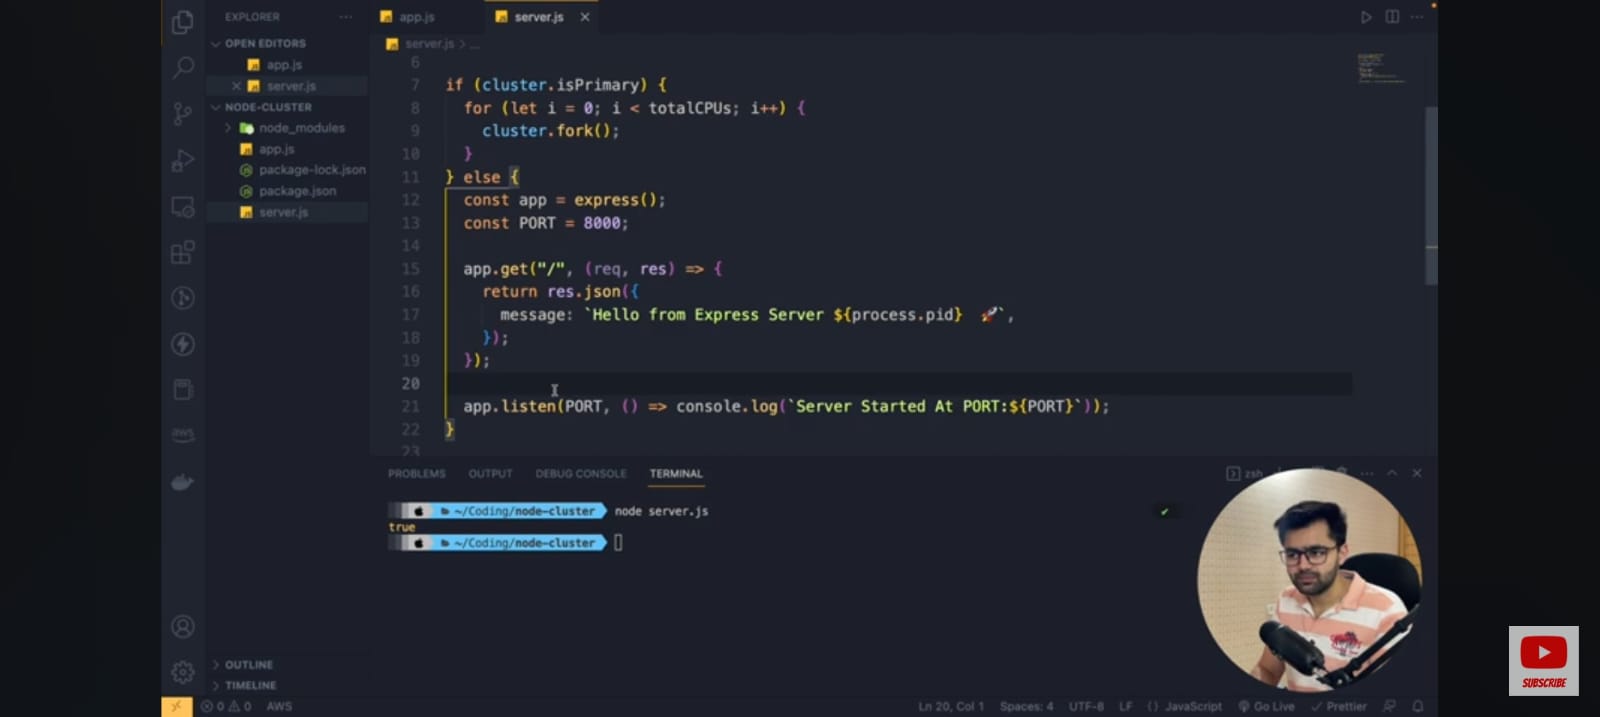 EXPLORER
OPEN EDITORS
app.js
server.js
NODE-CLUSTER
node_modules
app.js
package-lock.json
package.json
server.js
OUTLINE
TIMELINE
aws
app.js
server.js
server.js > ...
6
7 if (cluster.isPrimary) {
8 for (let i = 0; i < totalCPUs; i++) {
9 cluster.fork();
10 }
11 } else {
12 const app = express();
13 const PORT = 8000;
14
15 app.get("/", (req, res) => {
16 return res.json({
17 message: `Hello from Express Server ${process.pid} 🚀`,
18 });
19 });
20
21 app.listen(PORT, () => console.log(`Server Started At PORT:${PORT}`));
22 }
23
PROBLEMS OUTPUT DEBUG CONSOLE TERMINAL
zsh
~/Coding/node-cluster node server.js
true
~/Coding/node-cluster
0 0 AWS
Ln 20, Col 1 Spaces: 4 UTF-8 LF {} JavaScript Go Live Prettier
SUBSCRIBE